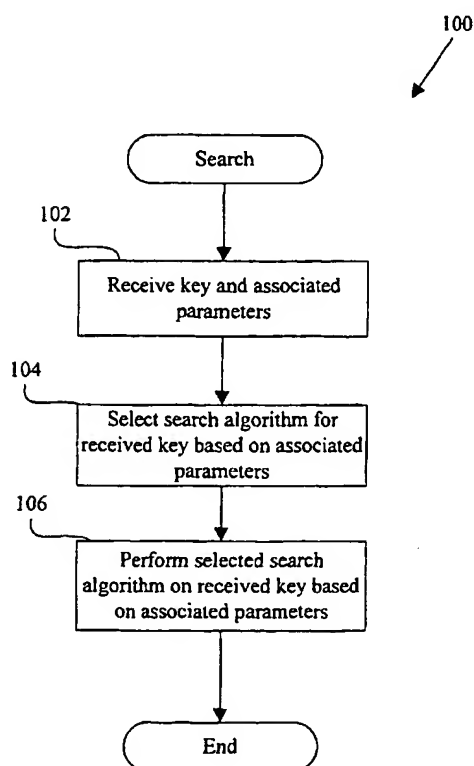 100
Search
102
Receive key and associated
parameters
104
Select search algorithm for
received key based on associated
parameters
106
Perform selected search
algorithm on received key based
on associated parameters
End